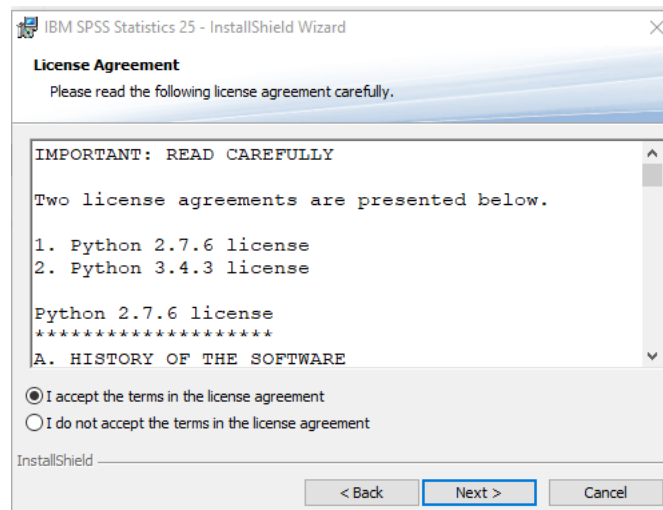 IBM SPSS Statistics 25 - InstallShield Wizard
License Agreement
Please read the following license agreement carefully.
IMPORTANT: READ CAREFULLY
Two license agreements are presented below.
1. Python 2.7.6 license
2. Python 3.4.3 license
Python 2.7.6 license
********************
A. HISTORY OF THE SOFTWARE
I accept the terms in the license agreement
I do not accept the terms in the license agreement
InstallShield
< Back Next > Cancel